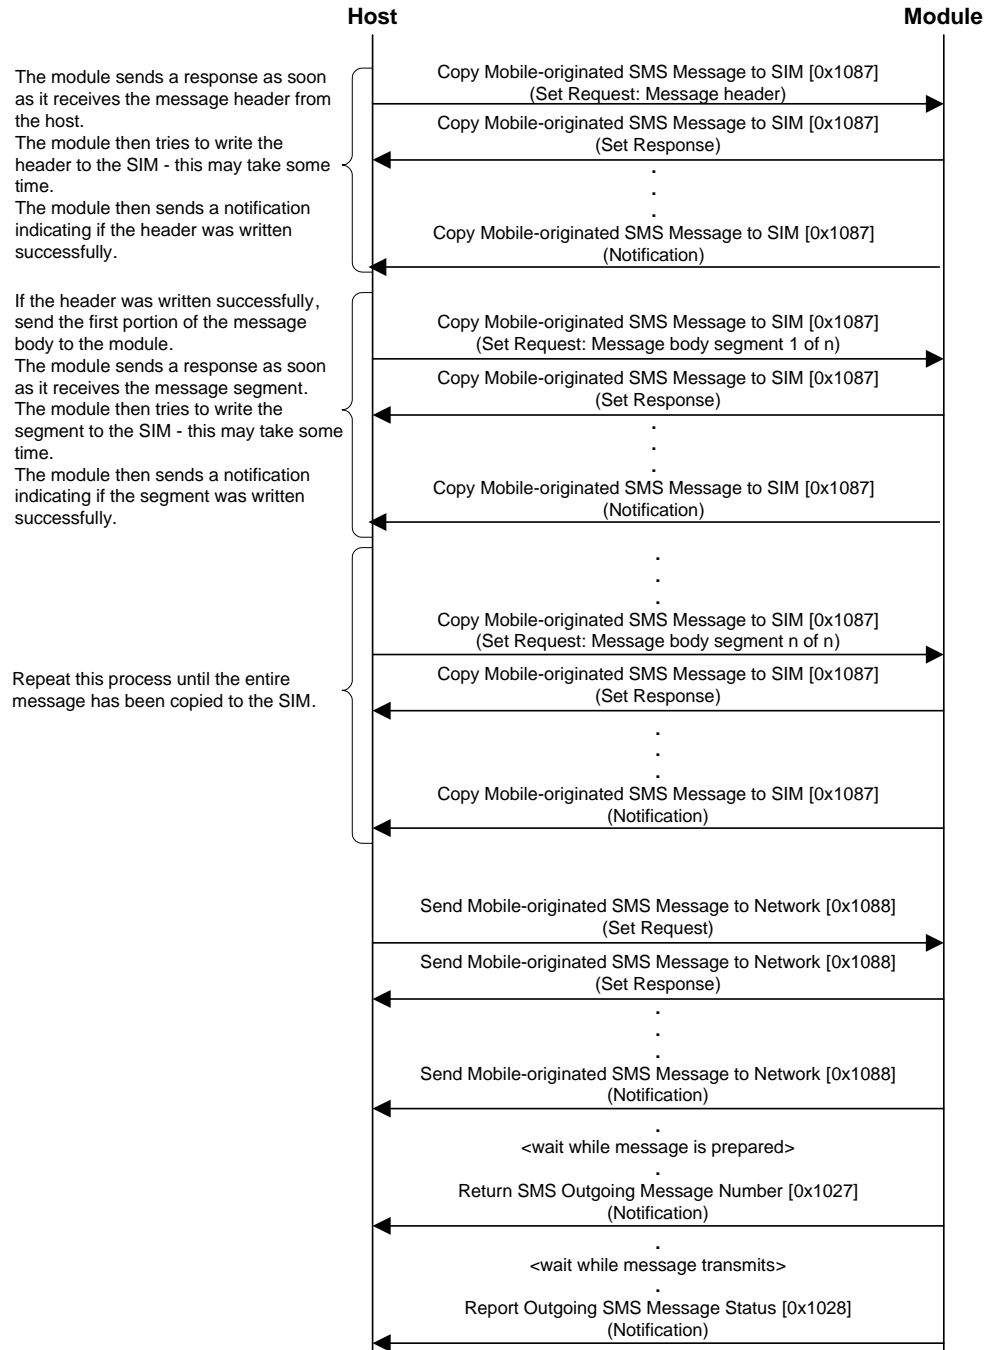 Host
Module
The module sends a response as soon
as it receives the message header from
the host.
The module then tries to write the
header to the SIM - this may take some
time.
The module then sends a notification
indicating if the header was written
successfully.
Copy Mobile-originated SMS Message to SIM [0x1087]
(Set Request: Message header)
Copy Mobile-originated SMS Message to SIM [0x1087]
(Set Response)
.
.
.
Copy Mobile-originated SMS Message to SIM [0x1087]
(Notification)
If the header was written successfully,
send the first portion of the message
body to the module.
The module sends a response as soon
as it receives the message segment.
The module then tries to write the
segment to the SIM - this may take some
time.
The module then sends a notification
indicating if the segment was written
successfully.
Copy Mobile-originated SMS Message to SIM [0x1087]
(Set Request: Message body segment 1 of n)
Copy Mobile-originated SMS Message to SIM [0x1087]
(Set Response)
.
.
.
Copy Mobile-originated SMS Message to SIM [0x1087]
(Notification)
Repeat this process until the entire
message has been copied to the SIM.
.
.
.
Copy Mobile-originated SMS Message to SIM [0x1087]
(Set Request: Message body segment n of n)
Copy Mobile-originated SMS Message to SIM [0x1087]
(Set Response)
.
.
.
Copy Mobile-originated SMS Message to SIM [0x1087]
(Notification)
Send Mobile-originated SMS Message to Network [0x1088]
(Set Request)
Send Mobile-originated SMS Message to Network [0x1088]
(Set Response)
.
.
.
Send Mobile-originated SMS Message to Network [0x1088]
(Notification)
.
<wait while message is prepared>
.
Return SMS Outgoing Message Number [0x1027]
(Notification)
.
<wait while message transmits>
.
Report Outgoing SMS Message Status [0x1028]
(Notification)